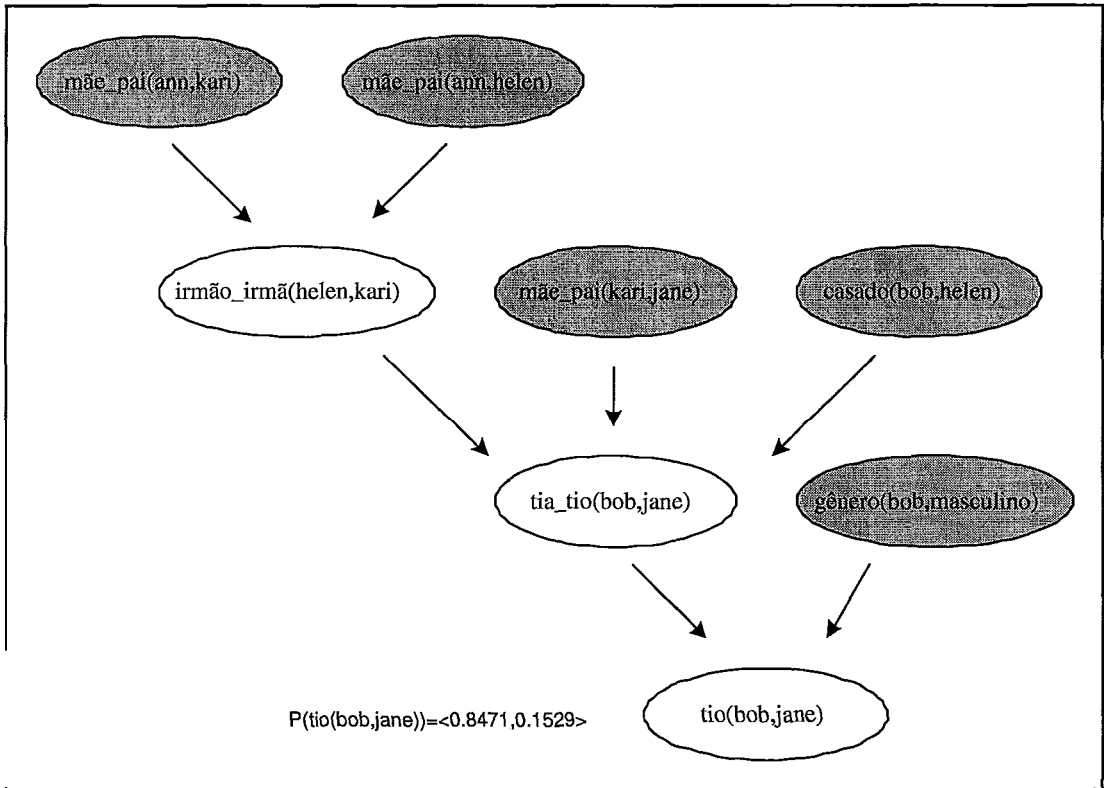 mãe_pai(ann,kari)
mãe_pai(ann,helen)
irmão_irmã(helen,kari)
mãe_pai(kari,jane)
casado(bob,helen)
tia_tio(bob,jane)
gênero(bob,masculino)
P(tio(bob,jane))=<0.8471,0.1529>
tio(bob,jane)